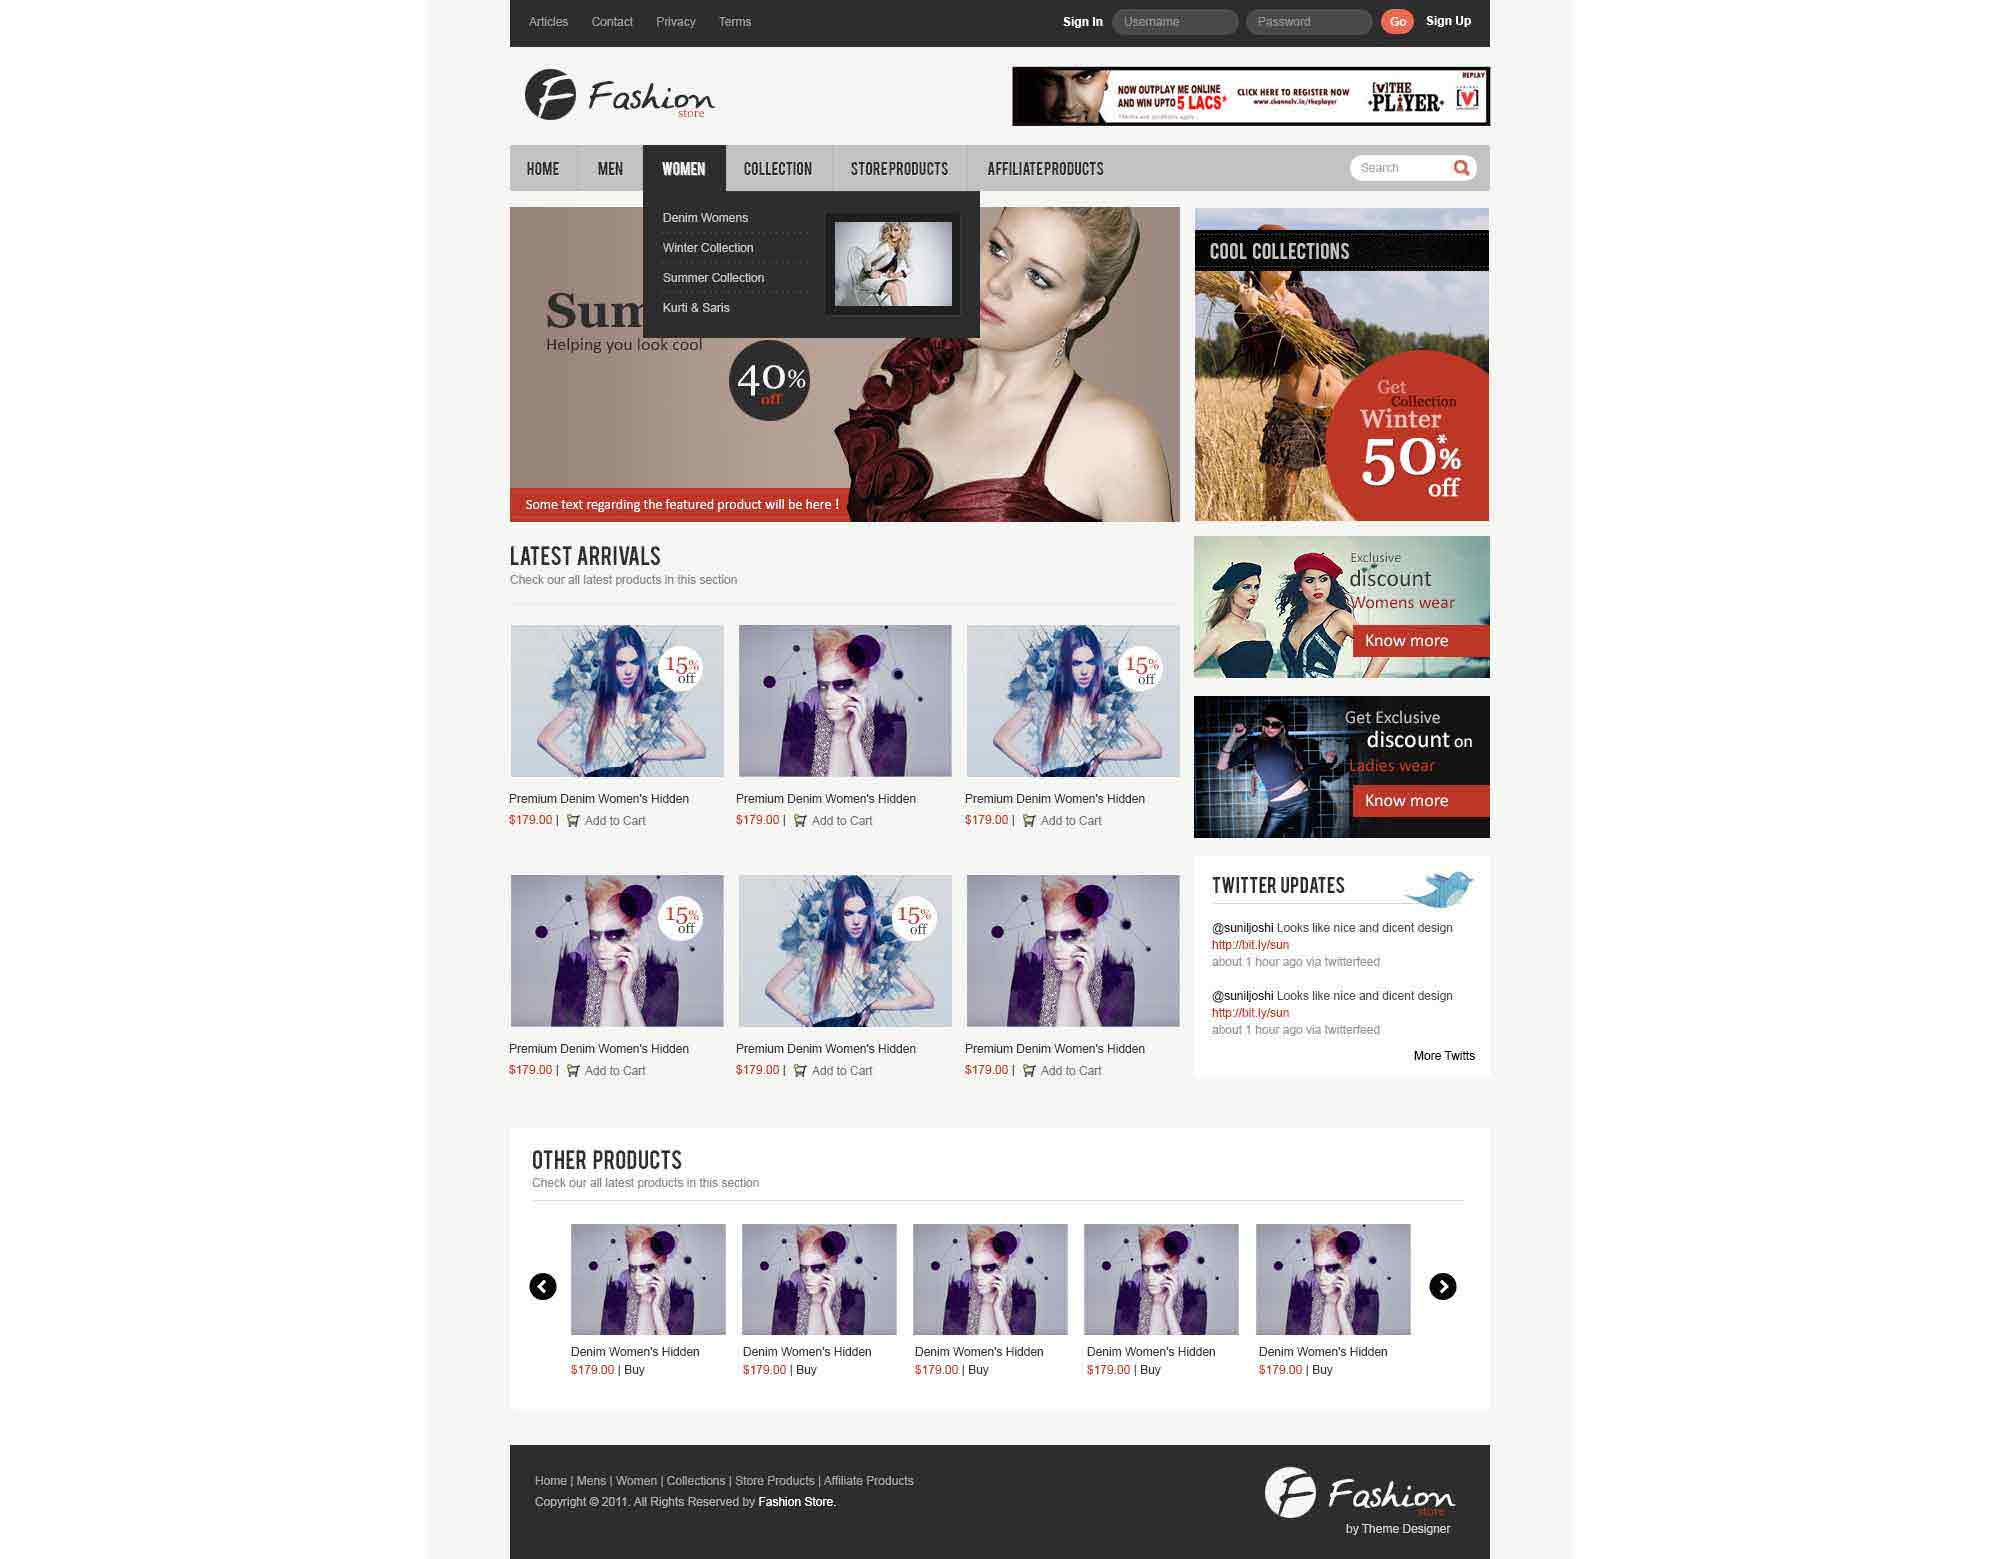 Articles Contact Privacy Terms
Sign In Username Password Go Sign Up
F Fashion
store
NOW OUTPLAY ME ONLINE
AND WIN UPTO 5 LACS*
*Terms and conditions apply
CLICK HERE TO REGISTER NOW
www.channelv.in/theplayer
[V] THE
PLAYER
REPLAY
[V]
HOME MEN WOMEN COLLECTION STORE PRODUCTS AFFILIATE PRODUCTS Search
Denim Womens
Winter Collection
Summer Collection
Kurti & Saris
Sum
Helping you look cool
40%
off
Some text regarding the featured product will be here !
COOL COLLECTIONS
Get
Collection
Winter
50*%
off
LATEST ARRIVALS
Check our all latest products in this section
Exclusive
discount
Womens wear
Know more
15%
off
15%
off
Premium Denim Women's Hidden
$179.00 | Add to Cart
Premium Denim Women's Hidden
$179.00 | Add to Cart
Premium Denim Women's Hidden
$179.00 | Add to Cart
Get Exclusive
discount on
Ladies wear
Know more
15%
off
15%
off
Premium Denim Women's Hidden
$179.00 | Add to Cart
Premium Denim Women's Hidden
$179.00 | Add to Cart
Premium Denim Women's Hidden
$179.00 | Add to Cart
TWITTER UPDATES
@suniljoshi Looks like nice and dicent design
http://bit.ly/sun
about 1 hour ago via twitterfeed
@suniljoshi Looks like nice and dicent design
http://bit.ly/sun
about 1 hour ago via twitterfeed
More Twitts
OTHER PRODUCTS
Check our all latest products in this section
Denim Women's Hidden
$179.00 | Buy
Denim Women's Hidden
$179.00 | Buy
Denim Women's Hidden
$179.00 | Buy
Denim Women's Hidden
$179.00 | Buy
Denim Women's Hidden
$179.00 | Buy
Home | Mens | Women | Collections | Store Products | Affiliate Products
Copyright © 2011. All Rights Reserved by Fashion Store.
F Fashion
store
by Theme Designer